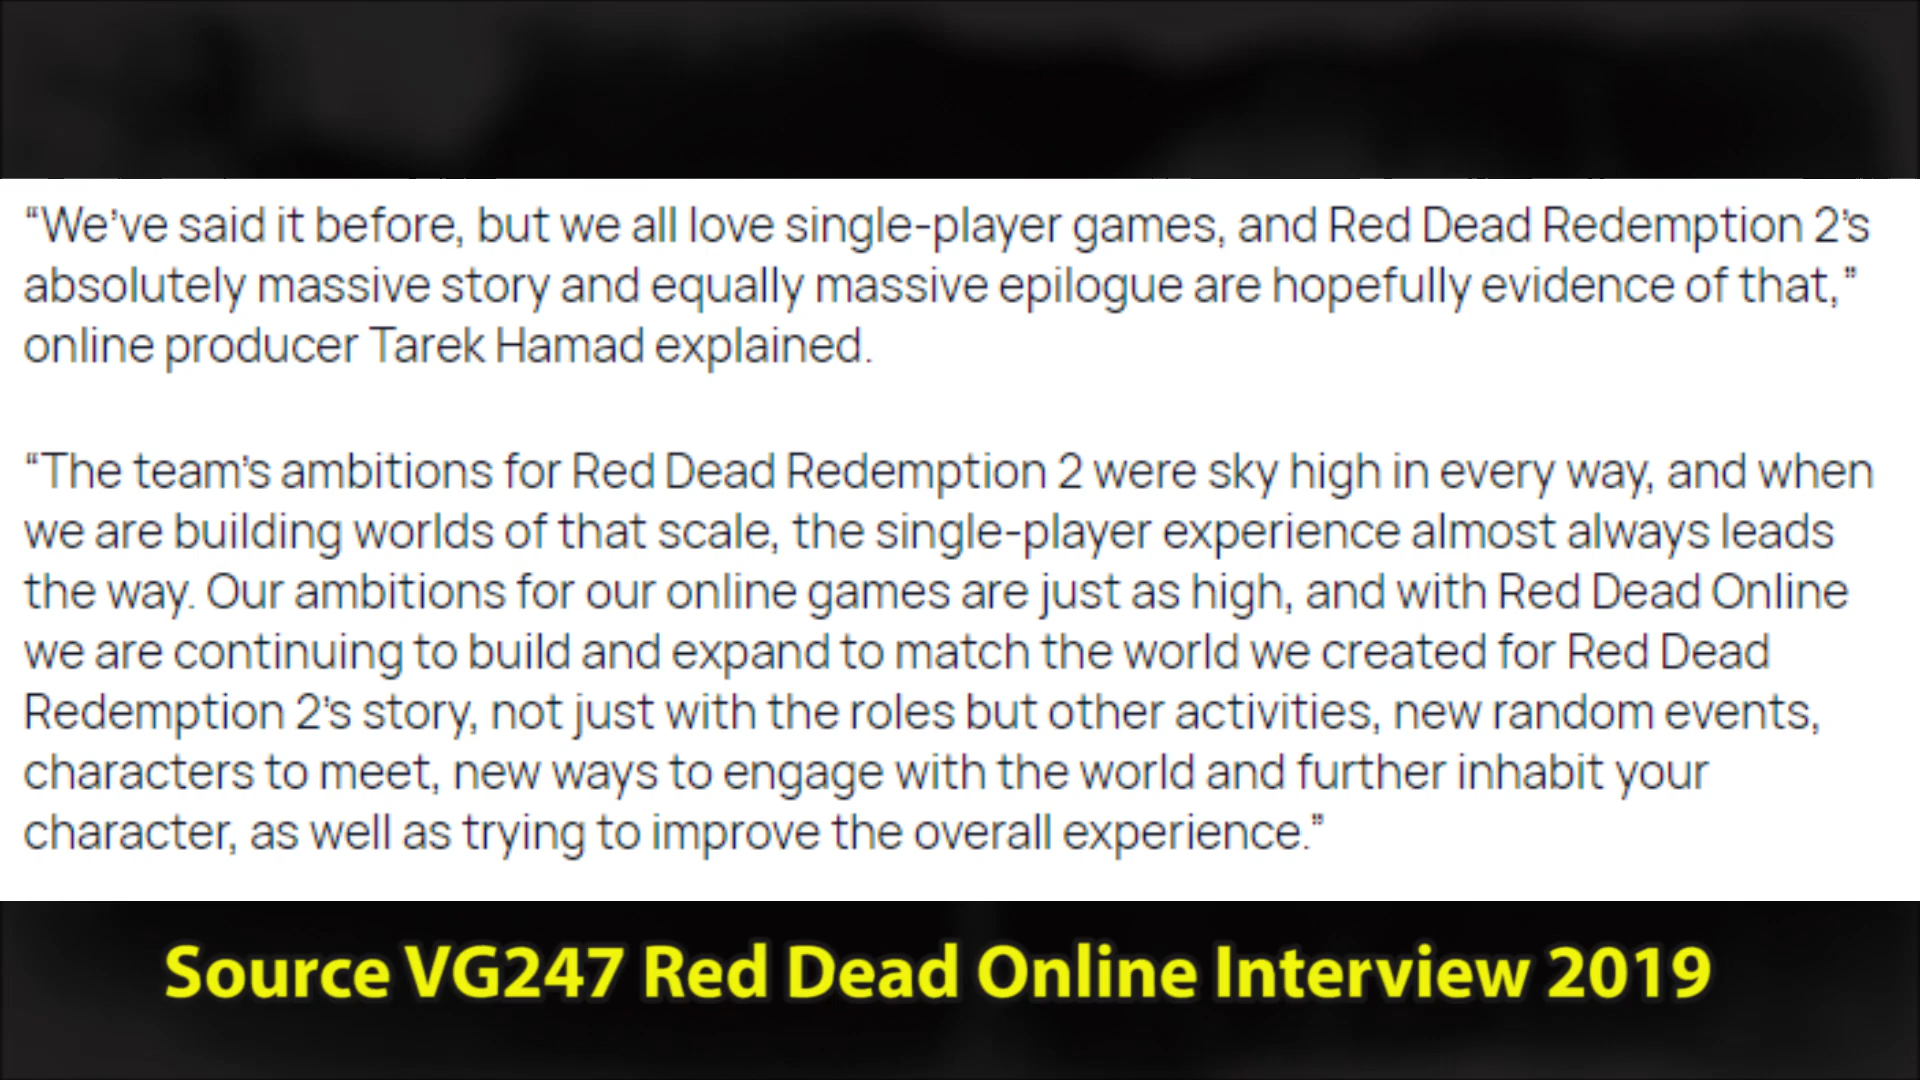 “We’ve said it before, but we all love single-player games, and Red Dead Redemption 2’s
absolutely massive story and equally massive epilogue are hopefully evidence of that,”
online producer Tarek Hamad explained.
“The team’s ambitions for Red Dead Redemption 2 were sky high in every way, and when
we are building worlds of that scale, the single-player experience almost always leads
the way. Our ambitions for our online games are just as high, and with Red Dead Online
we are continuing to build and expand to match the world we created for Red Dead
Redemption 2’s story, not just with the roles but other activities, new random events,
characters to meet, new ways to engage with the world and further inhabit your
character, as well as trying to improve the overall experience.”
Source VG247 Red Dead Online Interview 2019